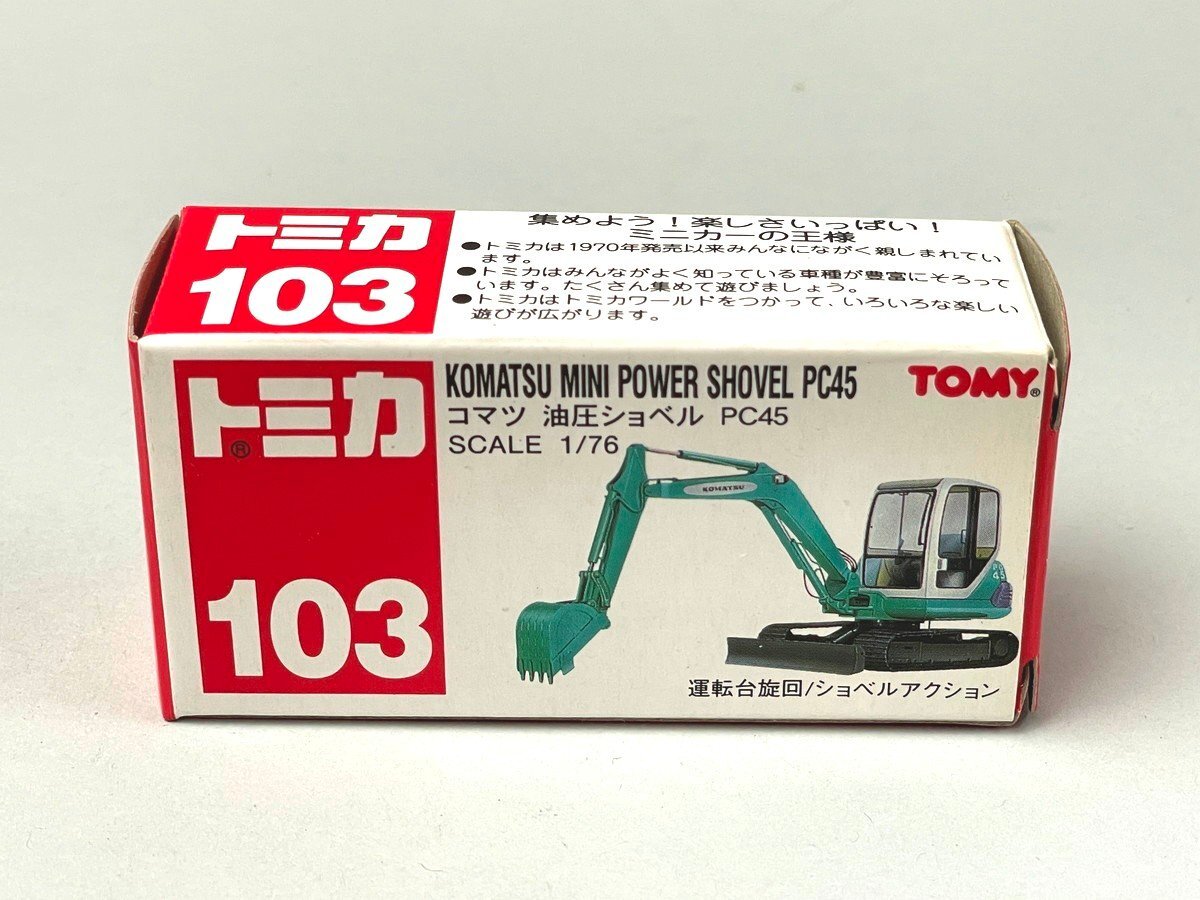 トミカ
103
集めよう！楽しさいっぱい！
ミニカーの王様
●トミカは1970年発売以来みんなにながく親しまれてい
ます。
●トミカはみんながよく知っている車種が豊富にそろって
います。たくさん集めて遊びましょう。
●トミカはトミカワールドをつかって、いろいろな楽しい
遊びが広がります。
トミカ®
103
KOMATSU MINI POWER SHOVEL PC45
コマツ 油圧ショベル PC45
SCALE 1/76
TOMY®
KOMATSU
45
運転台旋回/ショベルアクション